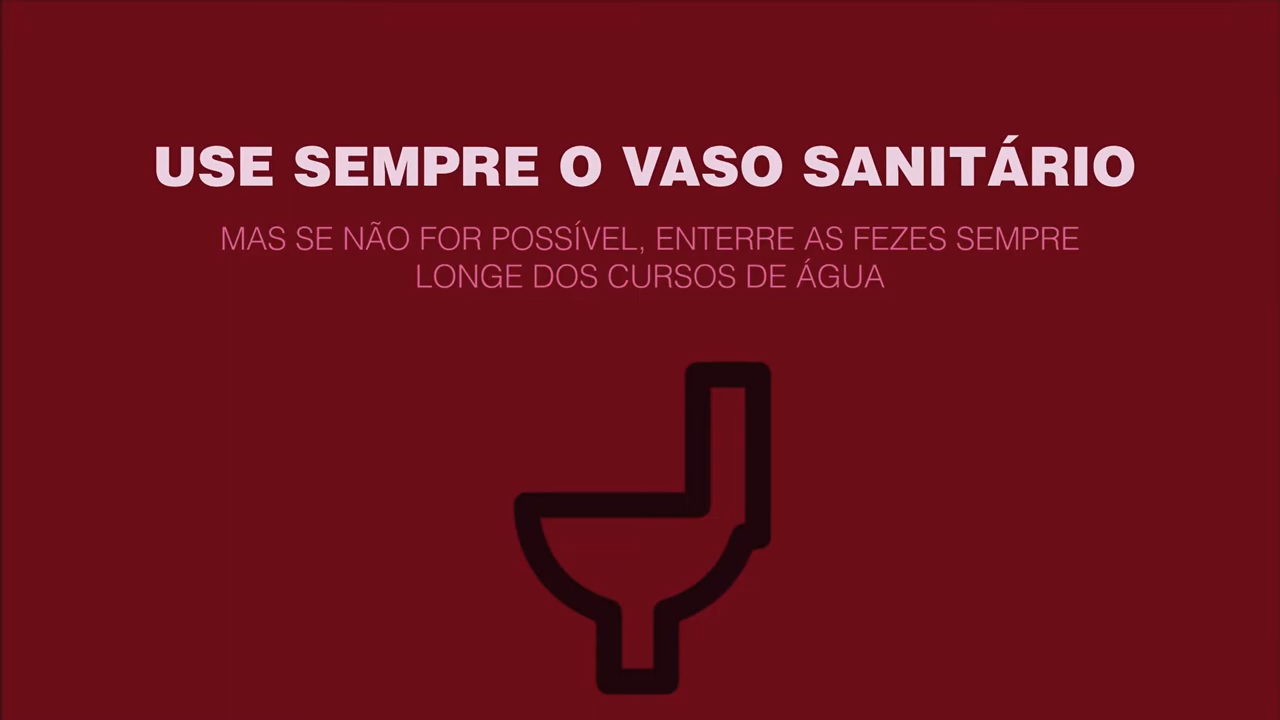 USE SEMPRE O VASO SANITÁRIO
MAS SE NÃO FOR POSSÍVEL, ENTERRE AS FEZES SEMPRE
LONGE DOS CURSOS DE ÁGUA